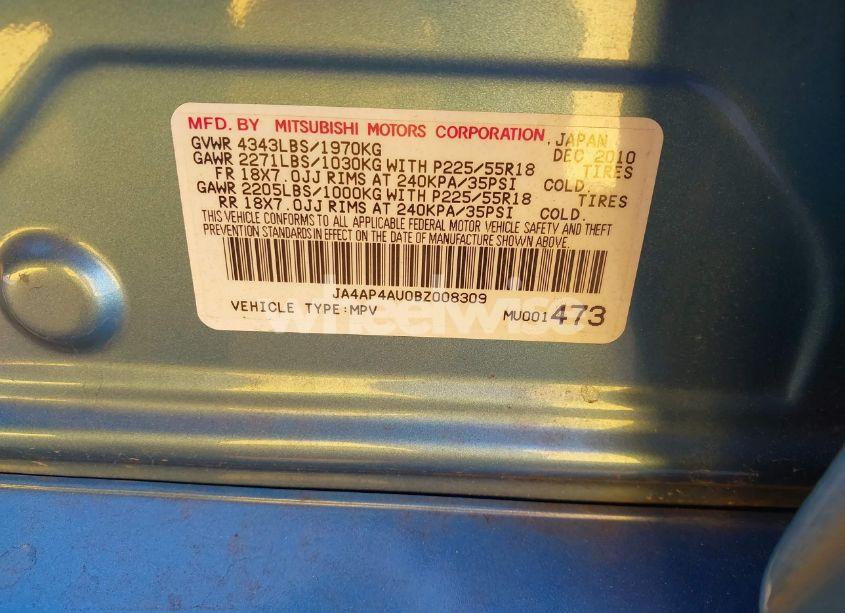 MFD. BY MITSUBISHI MOTORS CORPORATION, JAPAN
GVWR 4343LBS/1970KG DEC 2010
GAWR 2271LBS/1030KG WITH P225/55R18 TIRES
FR 18X7.0JJ RIMS AT 240KPA/35PSI COLD.
GAWR 2205LBS/1000KG WITH P225/55R18 TIRES
RR 18X7.0JJ RIMS AT 240KPA/35PSI COLD.
THIS VEHICLE CONFORMS TO ALL APPLICABLE FEDERAL MOTOR VEHICLE SAFETY AND THEFT
PREVENTION STANDARDS IN EFFECT ON THE DATE OF MANUFACTURE SHOWN ABOVE.
JA4AP4AU0BZ008309
wheelwise
VEHICLE TYPE:MPV MU001473